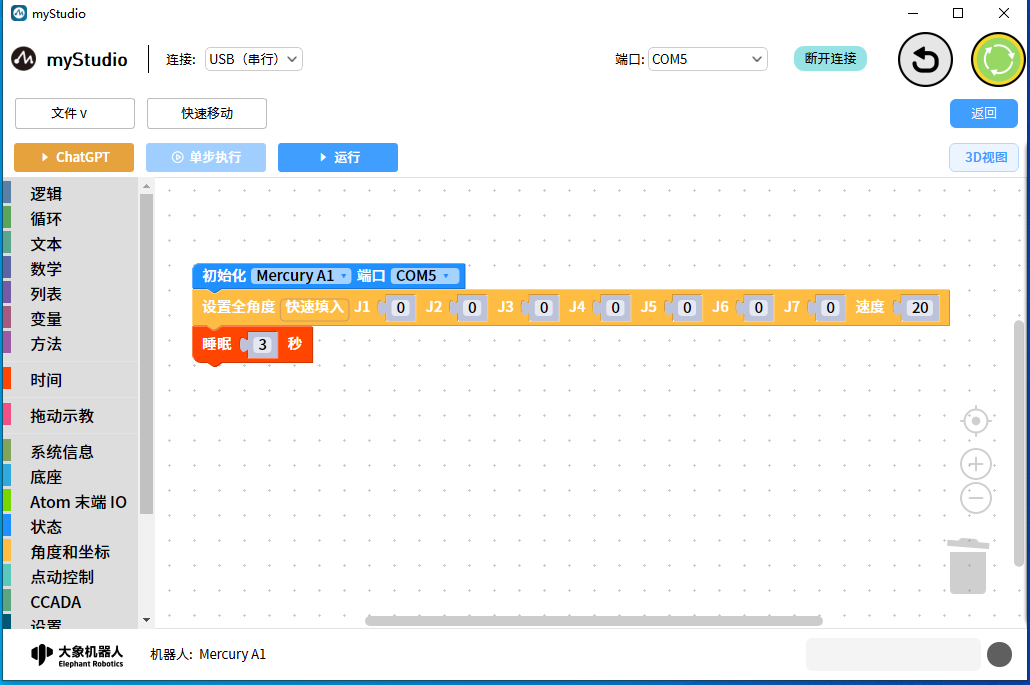 myStudio
myStudio 连接: USB（串行） 端口: COM5 断开连接
文件 v 快速移动 返回
ChatGPT 单步执行 运行 3D视图
逻辑
循环
文本
数学
列表
变量
方法
时间
拖动示教
系统信息
底座
Atom 末端 IO
状态
角度和坐标
点动控制
CCADA
设置
初始化 Mercury A1 端口 COM5
设置全角度 快速填入 J1 0 J2 0 J3 0 J4 0 J5 0 J6 0 J7 0 速度 20
睡眠 3 秒
大象机器人
Elephant Robotics
机器人: Mercury A1